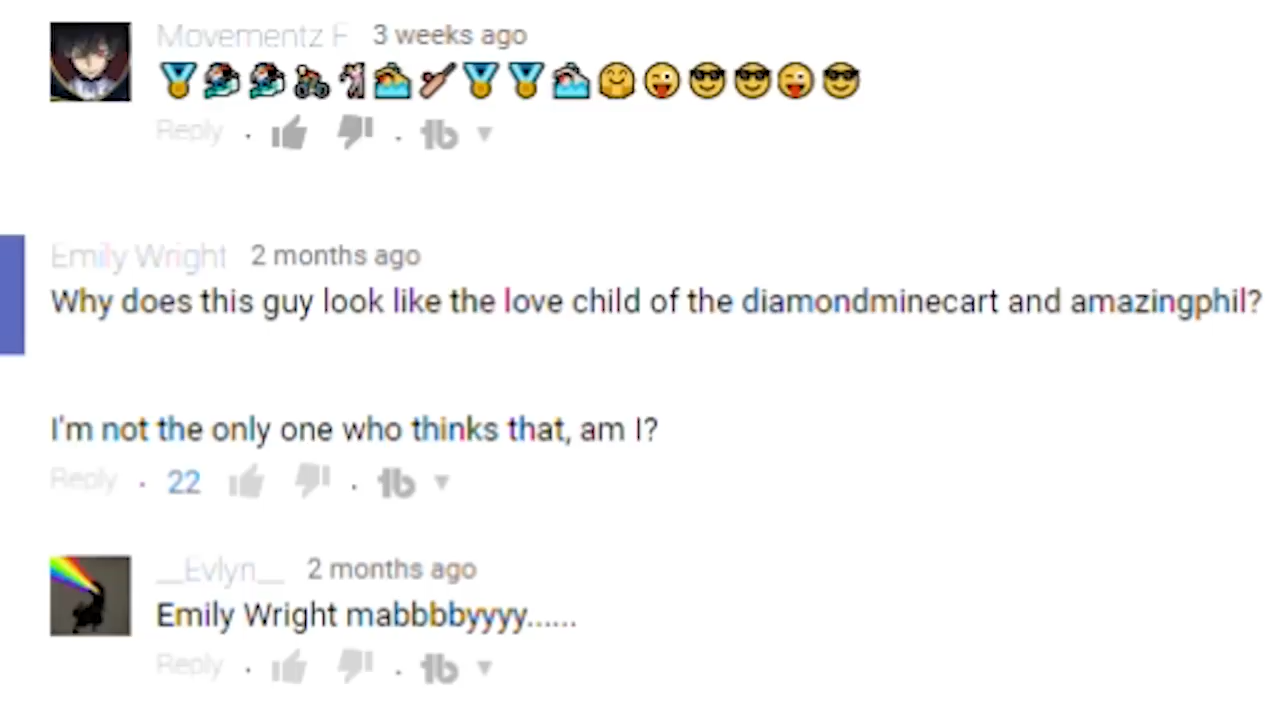 Movementz F 3 weeks ago
🏅🏄🏄🚴🏌🏊🏏🏅🏅🏊🤗😜😎😎😜😎
Reply ·
Emily Wright 2 months ago
Why does this guy look like the love child of the diamondminecart and amazingphil?
I'm not the only one who thinks that, am I?
Reply · 22
__Evlyn__ 2 months ago
Emily Wright mabbbbyyyy......
Reply ·